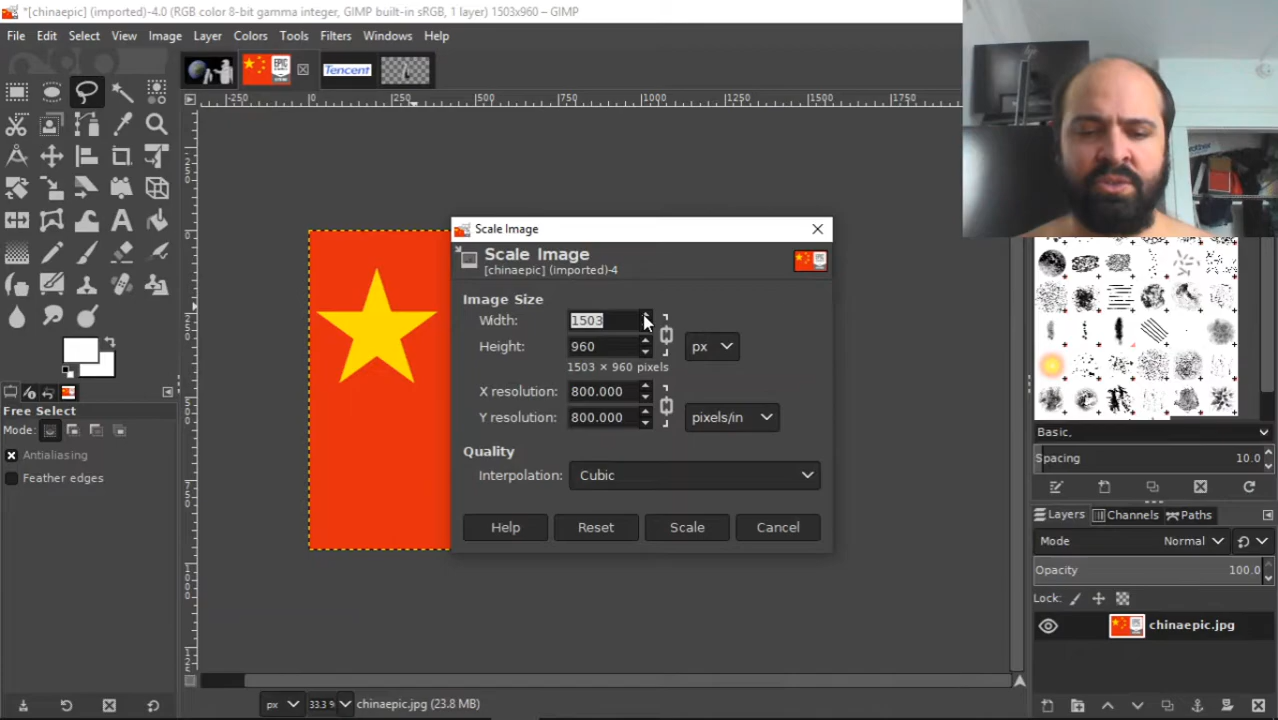 *[chinaepic] (imported)-4.0 (RGB color 8-bit gamma integer, GIMP built-in sRGB, 1 layer) 1503x960 – GIMP
File Edit Select View Image Layer Colors Tools Filters Windows Help
EPIC
Tencent
-250 0 250 500 750 1000 1250 1500 1750
Scale Image
Scale Image
[chinaepic] (imported)-4
Image Size
Width: 1503
Height: 960 px
1503 × 960 pixels
X resolution: 800.000
Y resolution: 800.000 pixels/in
Quality
Interpolation: Cubic
Help Reset Scale Cancel
Free Select
Mode:
Antialiasing
Feather edges
Basic,
Spacing 10.0
Layers Channels Paths
Mode Normal
Opacity 100.0
Lock:
chinaepic.jpg
px 33.3 % chinaepic.jpg (23.8 MB)